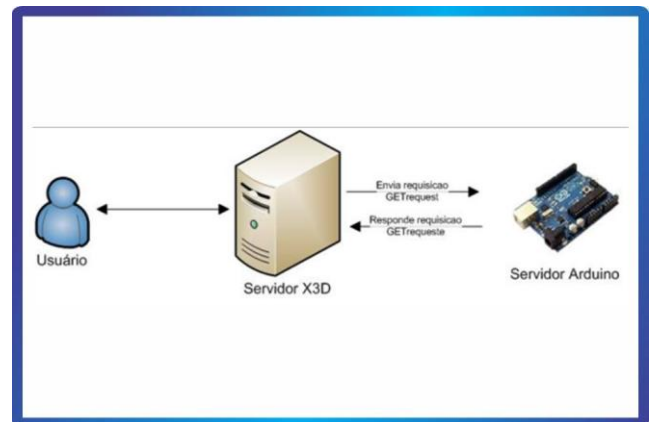 Envia requisicao
GETrequest
Responde requisicao
GETrequeste
Usuário
Servidor X3D
Servidor Arduino